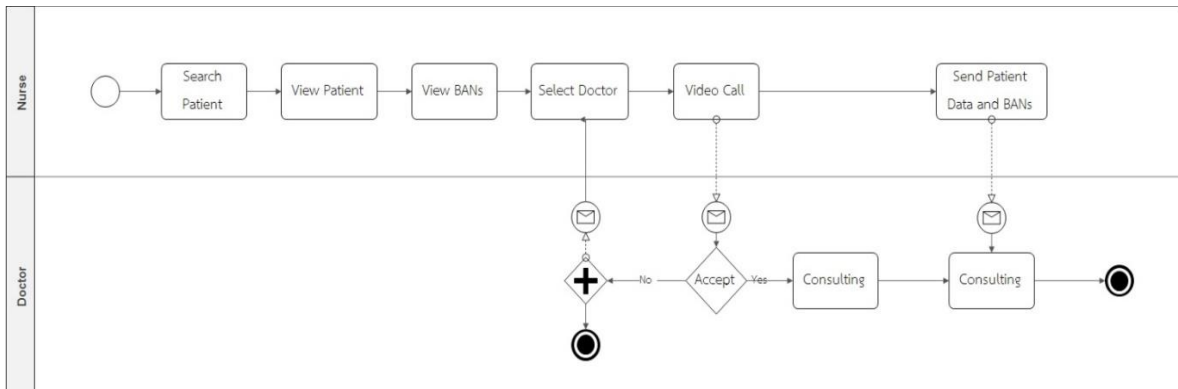 Nurse
Search
Patient
View Patient
View BANs
Select Doctor
Video Call
Send Patient
Data and BANs
Doctor
No
Accept
Yes
Consulting
Consulting